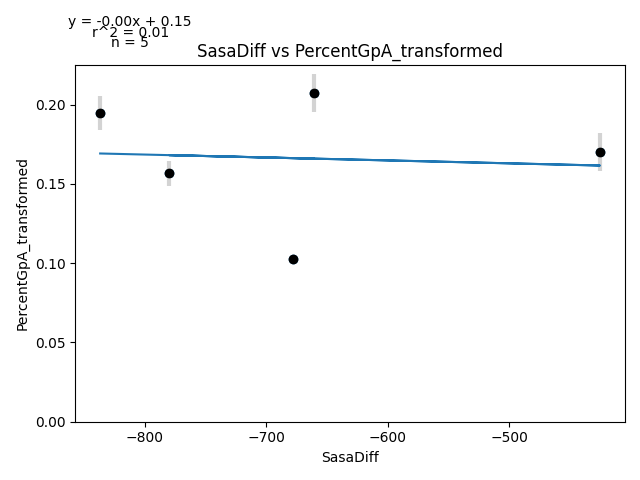 y = -0.00x + 0.15
r^2 = 0.01
n = 5
SasaDiff vs PercentGpA_transformed
PercentGpA_transformed
0.20
0.15
0.10
0.05
0.00
−800
−700
−600
−500
SasaDiff